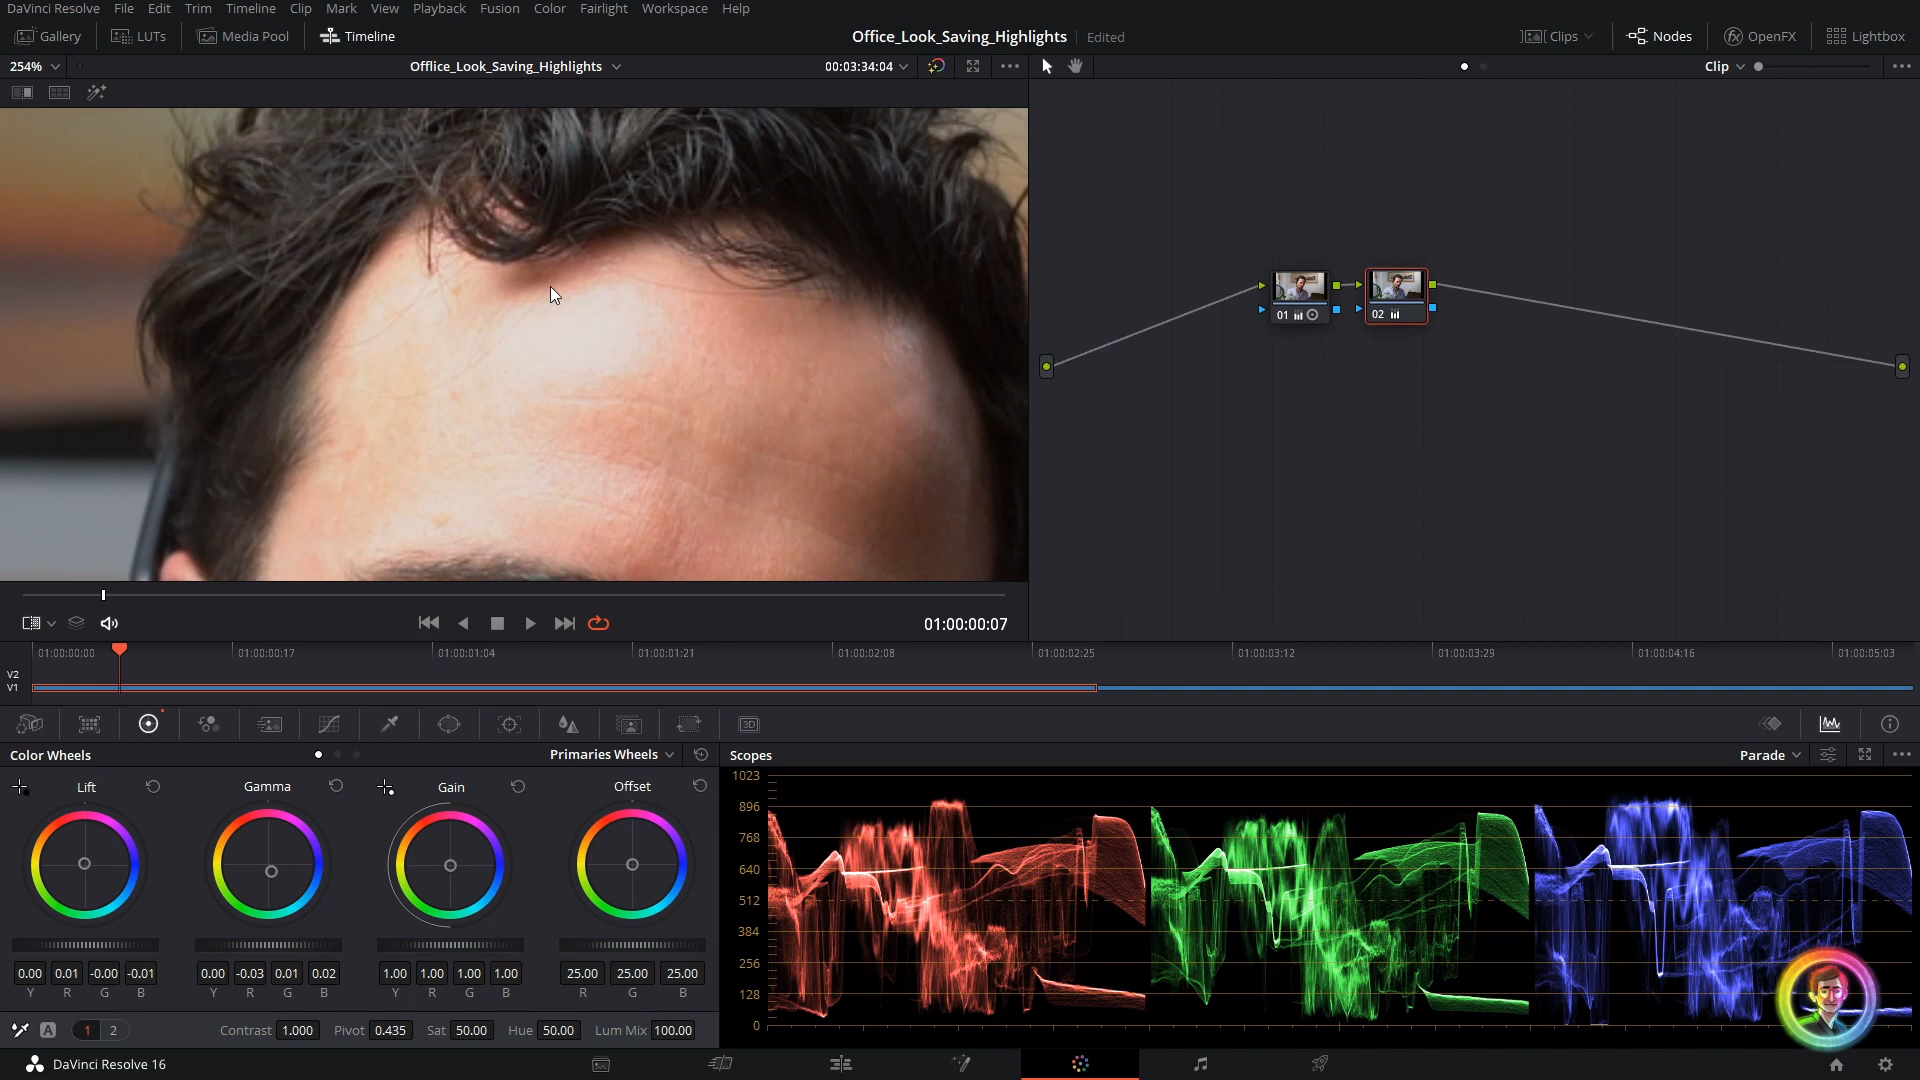 DaVinci Resolve File Edit Trim Timeline Clip Mark View Playback Fusion Color Fairlight Workspace Help
Gallery LUTs Media Pool Timeline Office_Look_Saving_Highlights Edited Clips Nodes OpenFX Lightbox
254% Offlice_Look_Saving_Highlights 00:03:34:04 Clip
01 02
01:00:00:07
01:00:00:00 01:00:00:17 01:00:01:04 01:00:01:21 01:00:02:08 01:00:02:25 01:00:03:12 01:00:03:29 01:00:04:16 01:00:05:03
V2
V1
3D
Color Wheels Primaries Wheels Scopes Parade
Lift Gamma Gain Offset
1023
896
768
640
512
384
256
128
0
0.00 0.01 -0.00 -0.01 0.00 -0.03 0.01 0.02 1.00 1.00 1.00 1.00 25.00 25.00 25.00
Y R G B Y R G B Y R G B R G B
A 1 2 Contrast 1.000 Pivot 0.435 Sat 50.00 Hue 50.00 Lum Mix 100.00
DaVinci Resolve 16